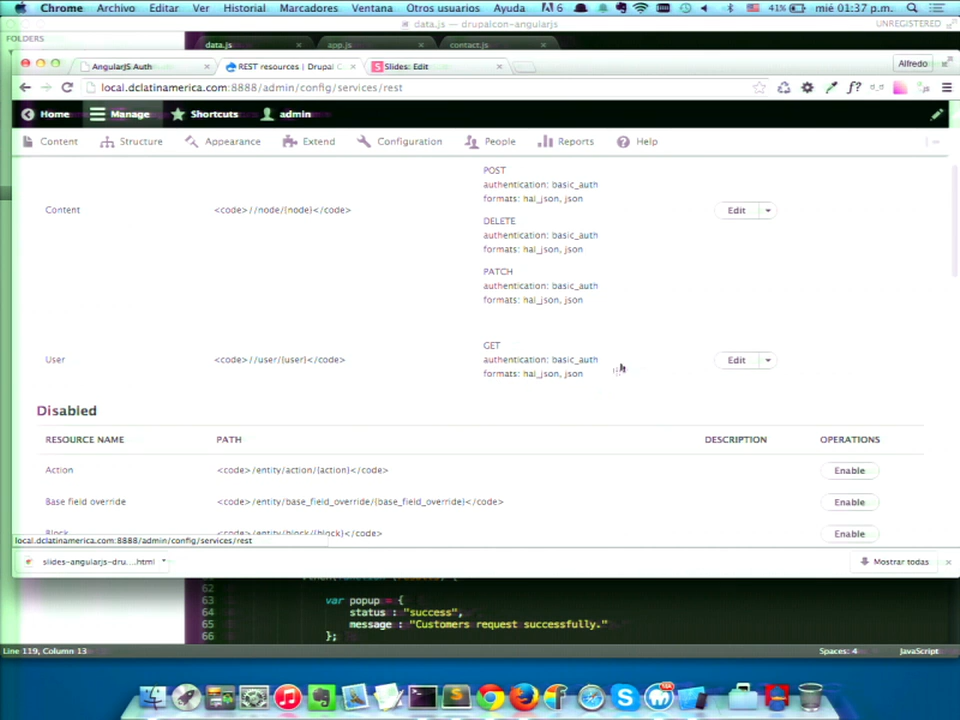 Chrome Archivo Editar Ver Historial Marcadores Ventana Otros usuarios Ayuda 6 41% mié 01:37 p.m.
data.js — drupalcon-angularjs UNREGISTERED
FOLDERS
data.js × app.js × contact.js ×
AngularJS Auth × REST resources | Drupal C × S Slides: Edit × Alfredo
local.dclatinamerica.com:8888/admin/config/services/rest f?
Home Manage Shortcuts admin
Content Structure Appearance Extend Configuration People Reports Help
POST
authentication: basic_auth
formats: hal_json, json
Content <code>//node/{node}</code> Edit
DELETE
authentication: basic_auth
formats: hal_json, json
PATCH
authentication: basic_auth
formats: hal_json, json
GET
User <code>//user/{user}</code> authentication: basic_auth Edit
formats: hal_json, json
Disabled
RESOURCE NAME PATH DESCRIPTION OPERATIONS
Action <code>/entity/action/{action}</code> Enable
Base field override <code>/entity/base_field_override/{base_field_override}</code> Enable
Block <code>/entity/block/{block}</code> Enable
local.dclatinamerica.com:8888/admin/config/services/rest
slides-angularjs-dru....html Mostrar todas ×
62
63 var popup = {
64 status : "success",
65 message : "Customers request successfully."
66 };
Line 119, Column 13 Spaces: 4 JavaScript